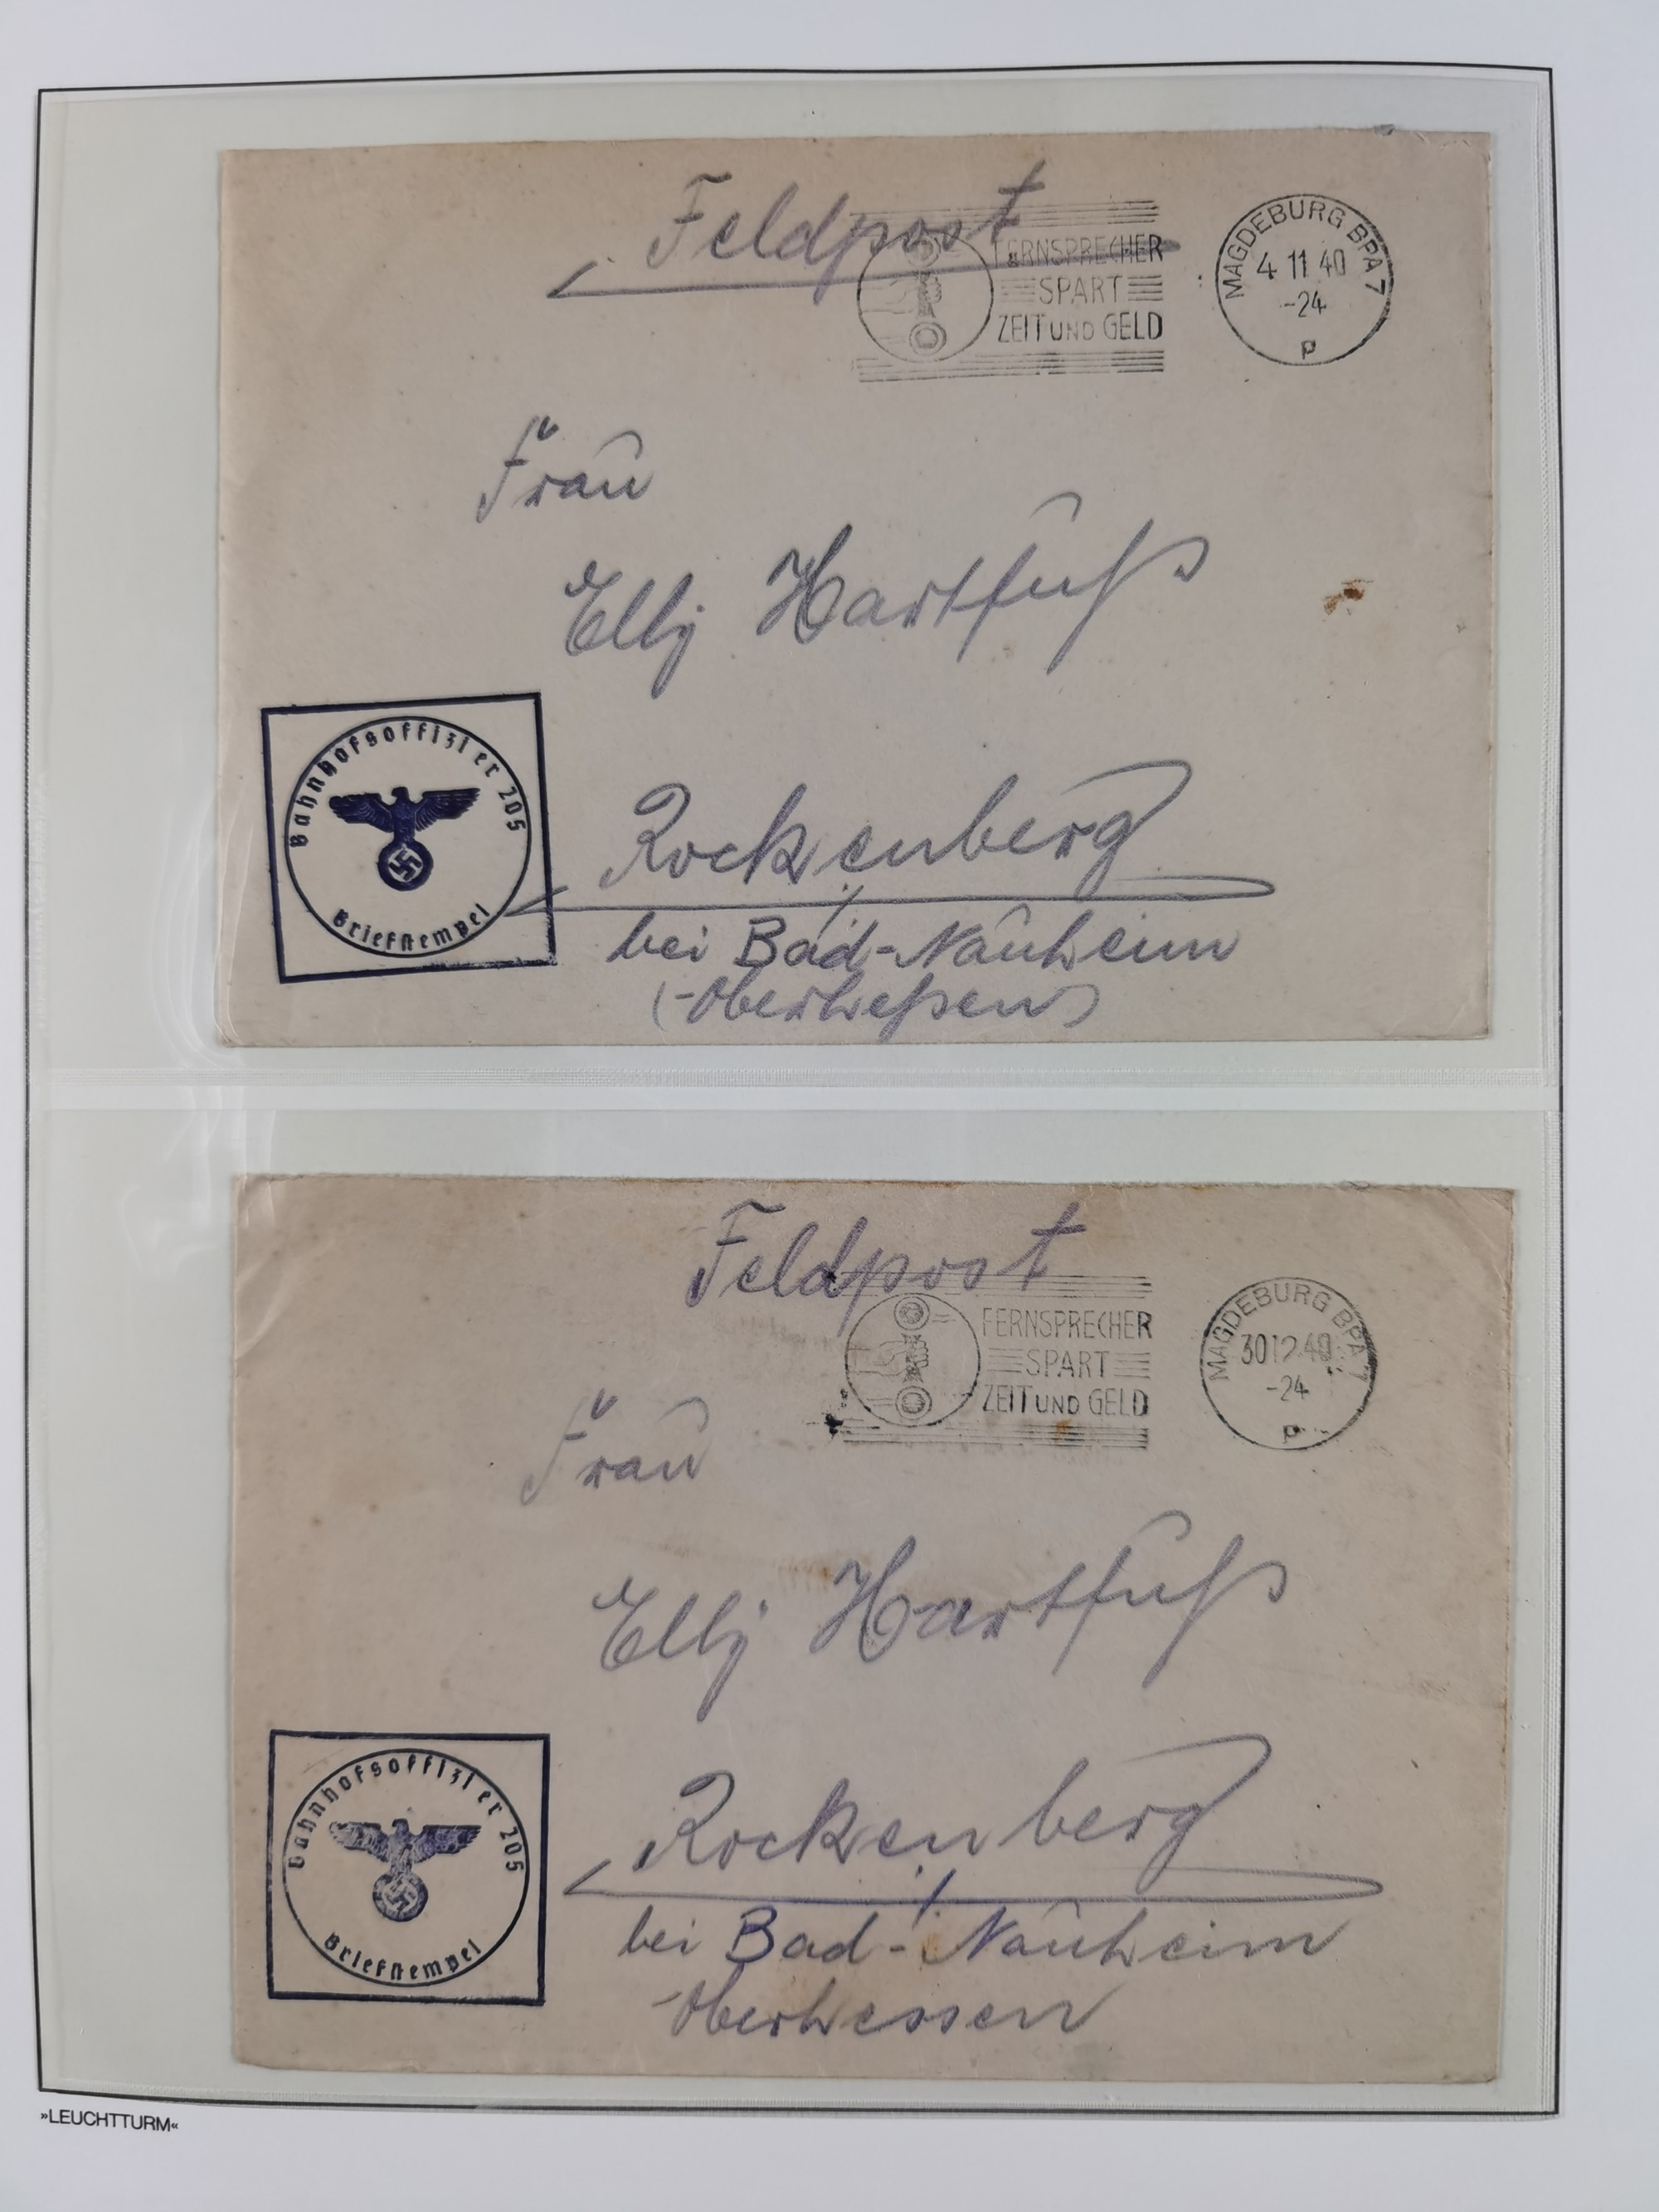 Feldpost
FERNSPRECHER
SPART
ZEIT UND GELD
MAGDEBURG BPA 7
4 11 40
-24
p
Frau
Elly Hartfuß
Bahnhofsoffizier 205
Briefstempel
Rockenberg
bei Bad-Nauheim
(Oberheßen)
Feldpost
FERNSPRECHER
SPART
ZEIT UND GELD
MAGDEBURG BPA 7
30 12 40
-24
p
Frau
Elly Hartfuß
Bahnhofsoffizier 205
Briefstempel
Rockenberg
bei Bad-Nauheim
Oberhessen
»LEUCHTTURM«